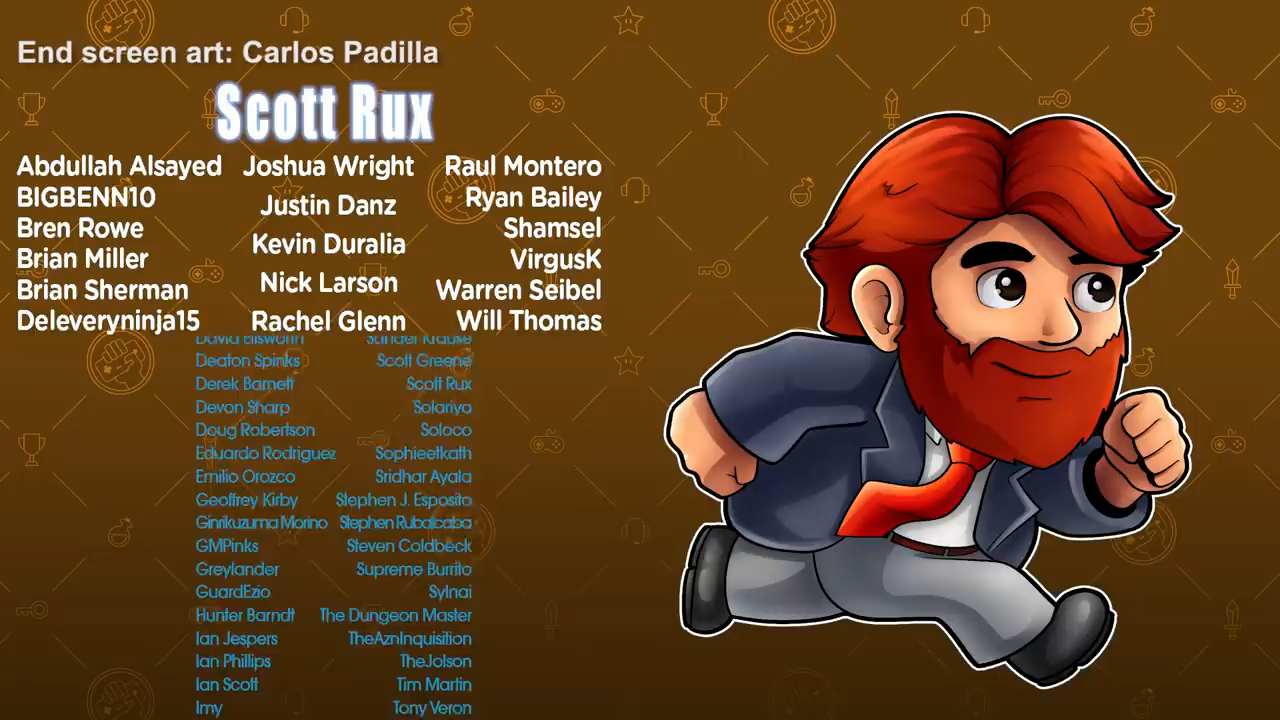 End screen art: Carlos Padilla
Scott Rux
Abdullah Alsayed Joshua Wright Raul Montero
BIGBENN10 Justin Danz Ryan Bailey
Bren Rowe Kevin Duralia Shamsel
Brian Miller Nick Larson VirgusK
Brian Sherman Rachel Glenn Warren Seibel
Deleveryninja15 Will Thomas
David Ellsworth Sander Krause
Deaton Spinks Scott Greene
Derek Barnett Scott Rux
Devon Sharp Solariya
Doug Robertson Soloco
Eduardo Rodriguez Sophieetkath
Emilio Orozco Sridhar Ayala
Geoffrey Kirby Stephen J. Esposito
Ginrikuzuma Morino Stephen Rubalcaba
GMPinks Steven Coldbeck
Greylander Supreme Burrito
GuardEzio Sylnai
Hunter Barndt The Dungeon Master
Ian Jespers TheAznInquisition
Ian Phillips TheJolson
Ian Scott Tim Martin
Irny Tony Veron